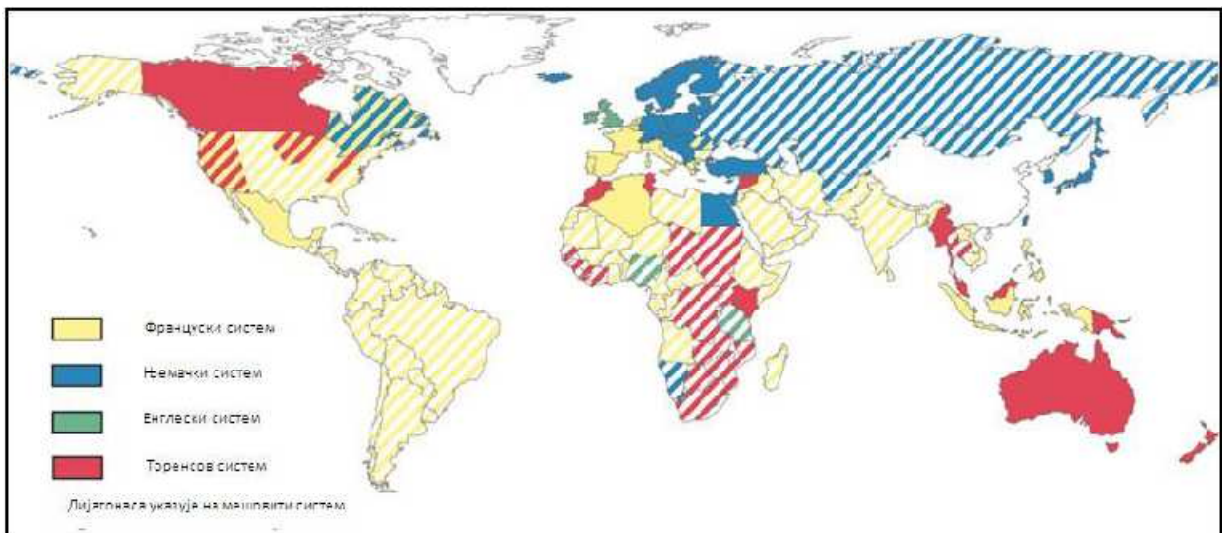 Француски систем
Њемачки систем
Енглески систем
Торенсов систем
Дијагонала указује на мешовити систем